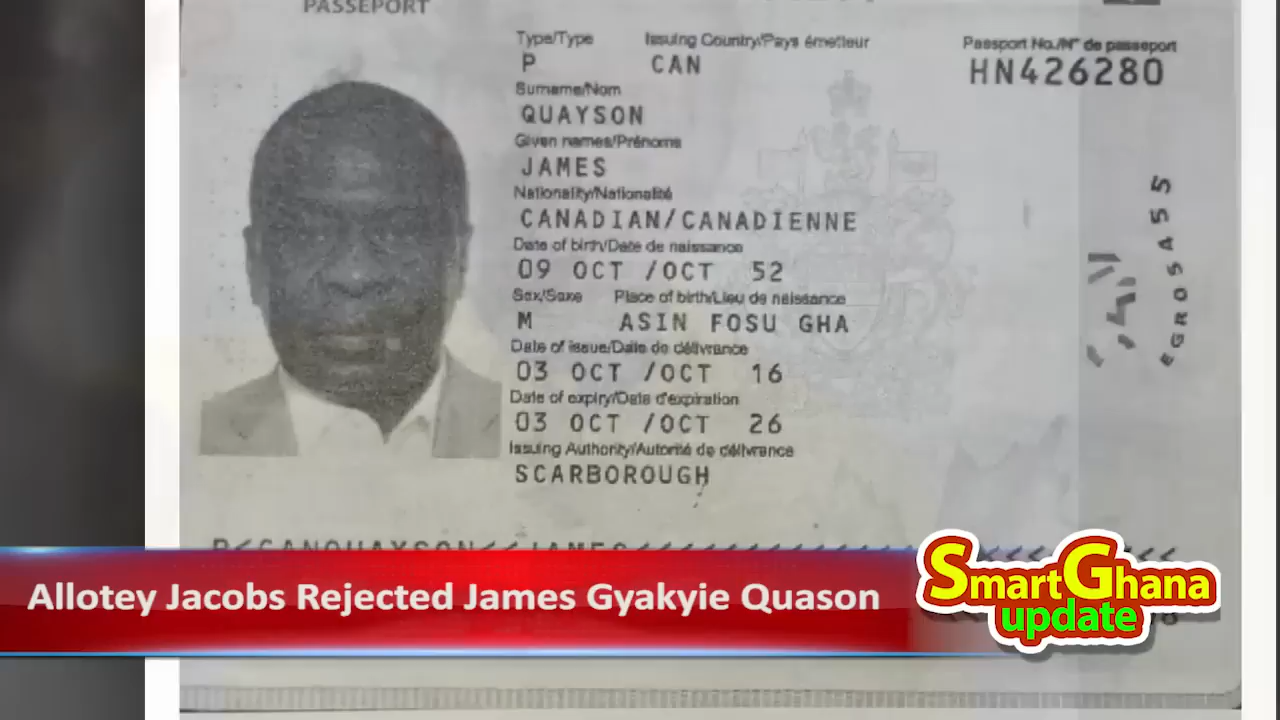 PASSEPORT
Type/Type Issuing Country/Pays émetteur Passport No./N° de passeport
P CAN HN426280
Surname/Nom
QUAYSON
Given names/Prénoms
JAMES
Nationality/Nationalité
CANADIAN/CANADIENNE
Date of birth/Date de naissance
09 OCT /OCT 52
Sex/Sexe Place of birth/Lieu de naissance
M ASIN FOSU GHA
Date of issue/Date de délivrance
03 OCT /OCT 16
Date of expiry/Date d'expiration
03 OCT /OCT 26
Issuing Authority/Autorité de délivrance
SCARBOROUGH
P<CANQUAYSON<<JAMES<<<<<<<<<<<<
Allotey Jacobs Rejected James Gyakyie Quason
SmartGhana
update